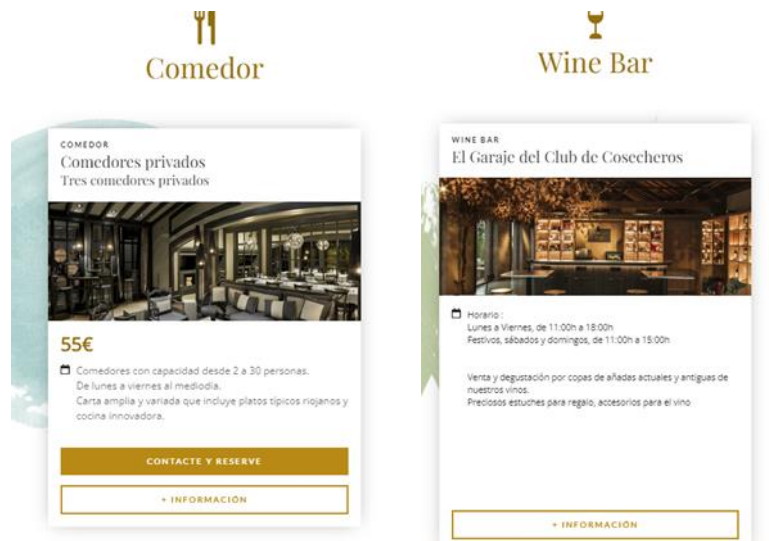 Comedor
COMEDOR
Comedores privados
Tres comedores privados
55€
Comedores con capacidad desde 2 a 30 personas.
De lunes a viernes al mediodía.
Carta amplia y variada que incluye platos típicos riojanos y
cocina innovadora.
CONTACTE Y RESERVE
+ INFORMACIÓN
Wine Bar
WINE BAR
El Garaje del Club de Cosecheros
Horario :
Lunes a Viernes, de 11:00h a 18:00h
Festivos, sábados y domingos, de 11:00h a 15:00h
Venta y degustación por copas de añadas actuales y antiguas de
nuestros vinos.
Preciosos estuches para regalo, accesorios para el vino
+ INFORMACIÓN